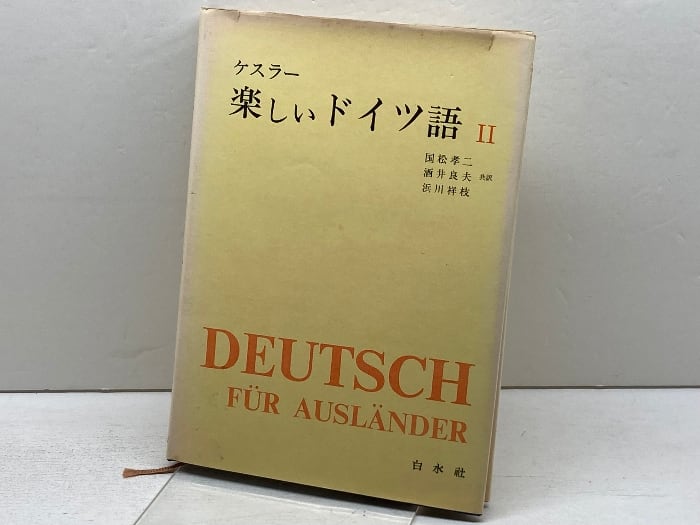 ケスラー
楽しいドイツ語 II
国松孝二
酒井良夫 共訳
浜川祥枝
DEUTSCH
FÜR AUSLÄNDER
白水社